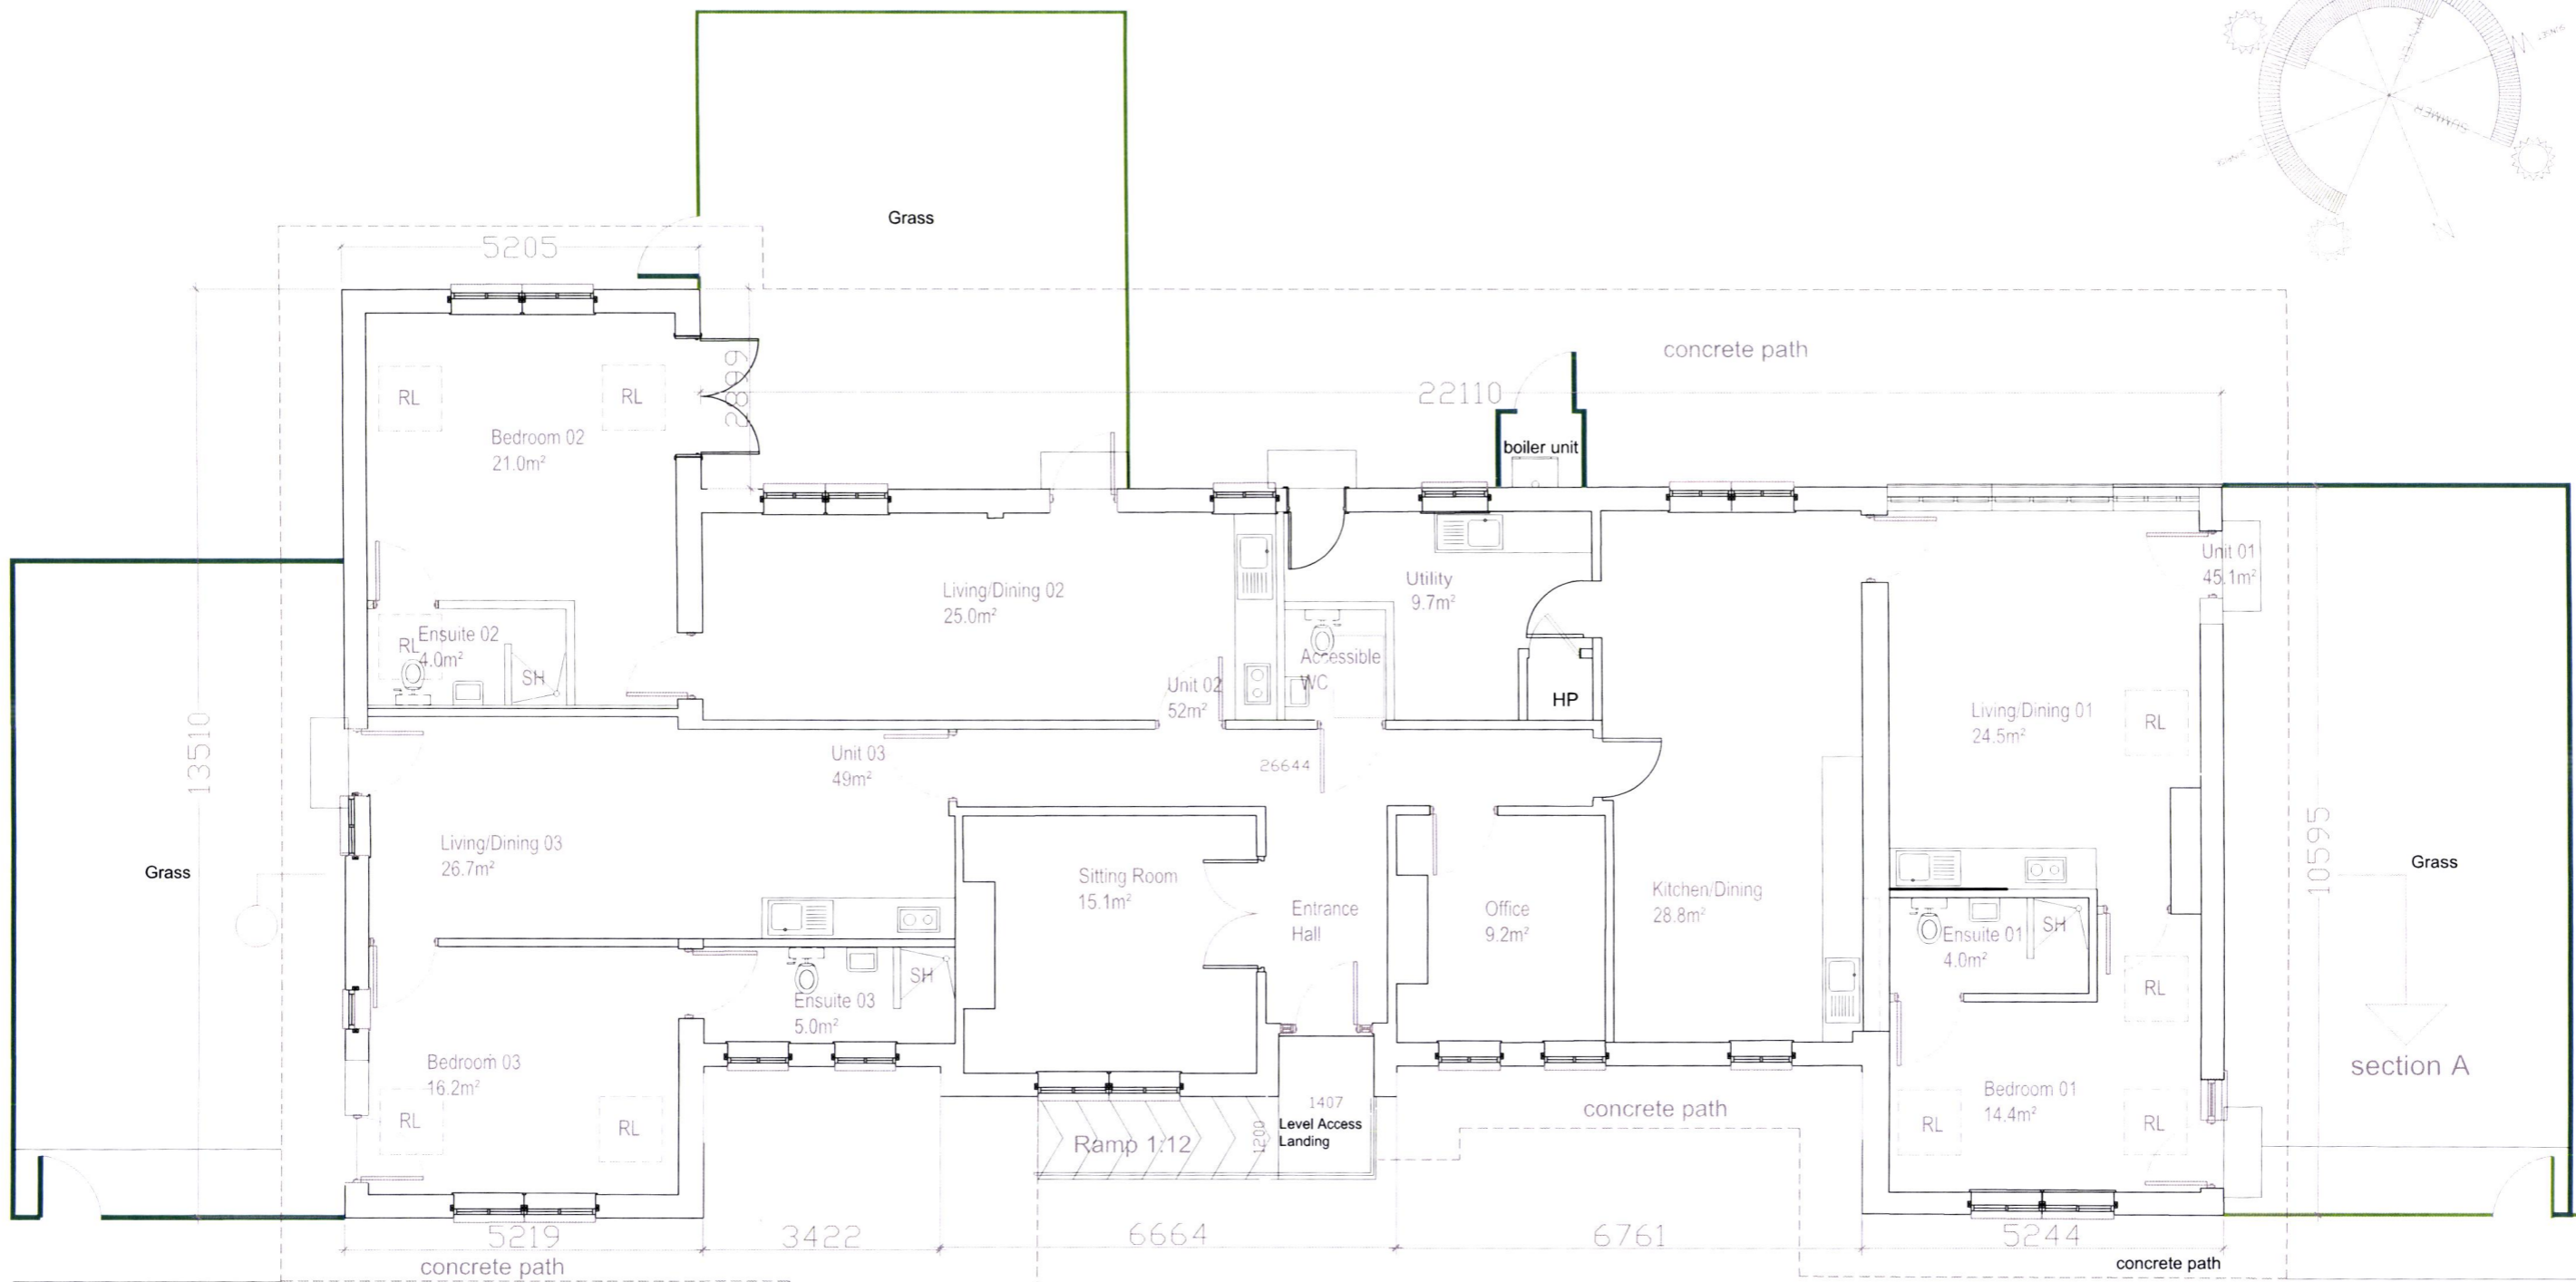 Grass
SUMMER
5205
concrete path
22110
2899
RL
RL
Bedroom 02
21.0m²
boiler unit
Living/Dining 02
25.0m²
Utility
9.7m²
Unit 01
45.1m²
Ensuite 02
4.0m²
RL
SH
Accessible
WC
Unit 02
52m²
HP
Living/Dining 01
24.5m²
RL
13510
Unit 03
49m²
26644
Living/Dining 03
26.7m²
Grass
Sitting Room
15.1m²
Entrance
Hall
Office
9.2m²
Kitchen/Dining
28.8m²
10595
Grass
Ensuite 01
4.0m²
SH
RL
SH
Ensuite 03
5.0m²
Bedroom 03
16.2m²
RL
RL
section A
Bedroom 01
14.4m²
RL
RL
concrete path
1407
Level Access
Landing
1200
Ramp 1:12
5219
3422
6664
6761
5244
concrete path
concrete path